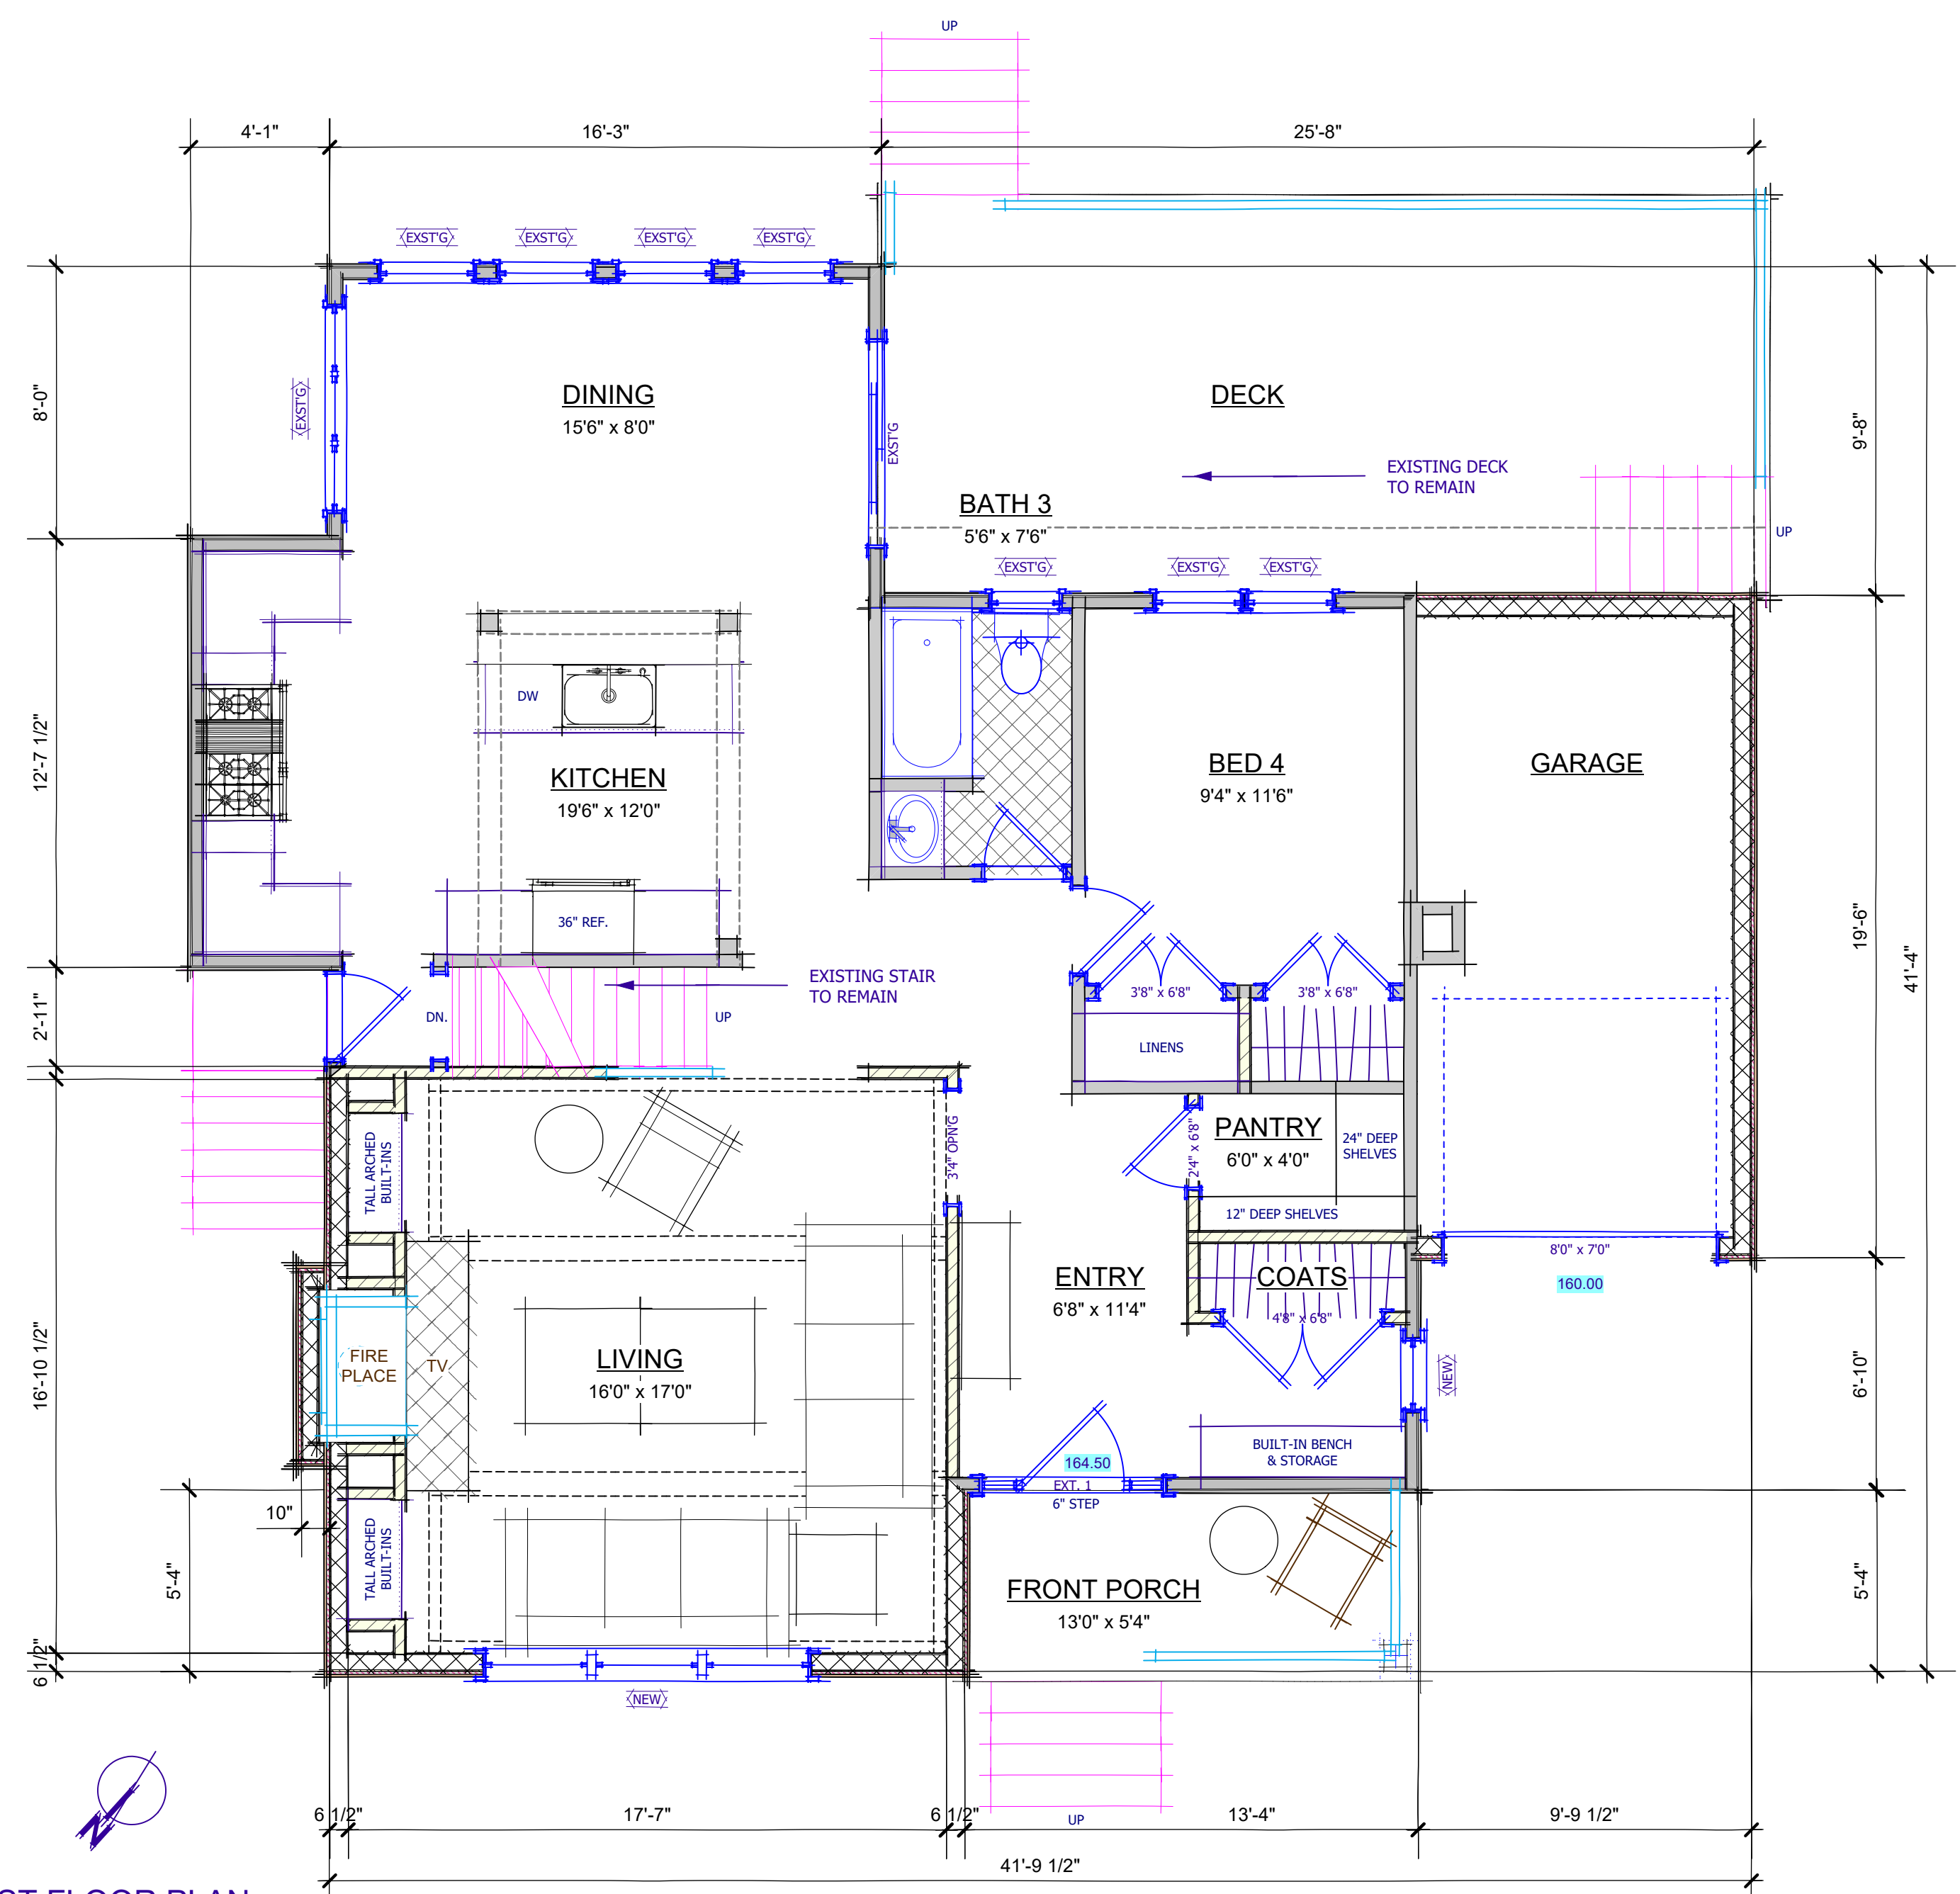 UP
4'-1"
16'-3"
25'-8"
EXST'G
EXST'G
EXST'G
EXST'G
8'-0"
EXST'G
DINING
15'6" x 8'0"
EXST'G
DECK
EXISTING DECK
TO REMAIN
9'-8"
BATH 3
5'6" x 7'6"
UP
EXST'G
EXST'G
EXST'G
12'-7 1/2"
DW
KITCHEN
19'6" x 12'0"
BED 4
9'4" x 11'6"
GARAGE
36" REF.
19'-6"
41'-4"
EXISTING STAIR
TO REMAIN
2'-11"
DN.
UP
3'8" x 6'8"
3'8" x 6'8"
LINENS
TALL ARCHED
BUILT-INS
3'4" OPN'G
2'4" x 6'8"
PANTRY
6'0" x 4'0"
24" DEEP
SHELVES
12" DEEP SHELVES
8'0" x 7'0"
160.00
ENTRY
6'8" x 11'4"
COATS
4'8" x 6'8"
16'-10 1/2"
FIRE
PLACE
TV
LIVING
16'0" x 17'0"
NEW
6'-10"
BUILT-IN BENCH
& STORAGE
164.50
EXT. 1
6" STEP
10"
5'-4"
TALL ARCHED
BUILT-INS
FRONT PORCH
13'0" x 5'4"
5'-4"
6 1/2"
NEW
N
6 1/2"
17'-7"
6 1/2"
UP
13'-4"
9'-9 1/2"
41'-9 1/2"